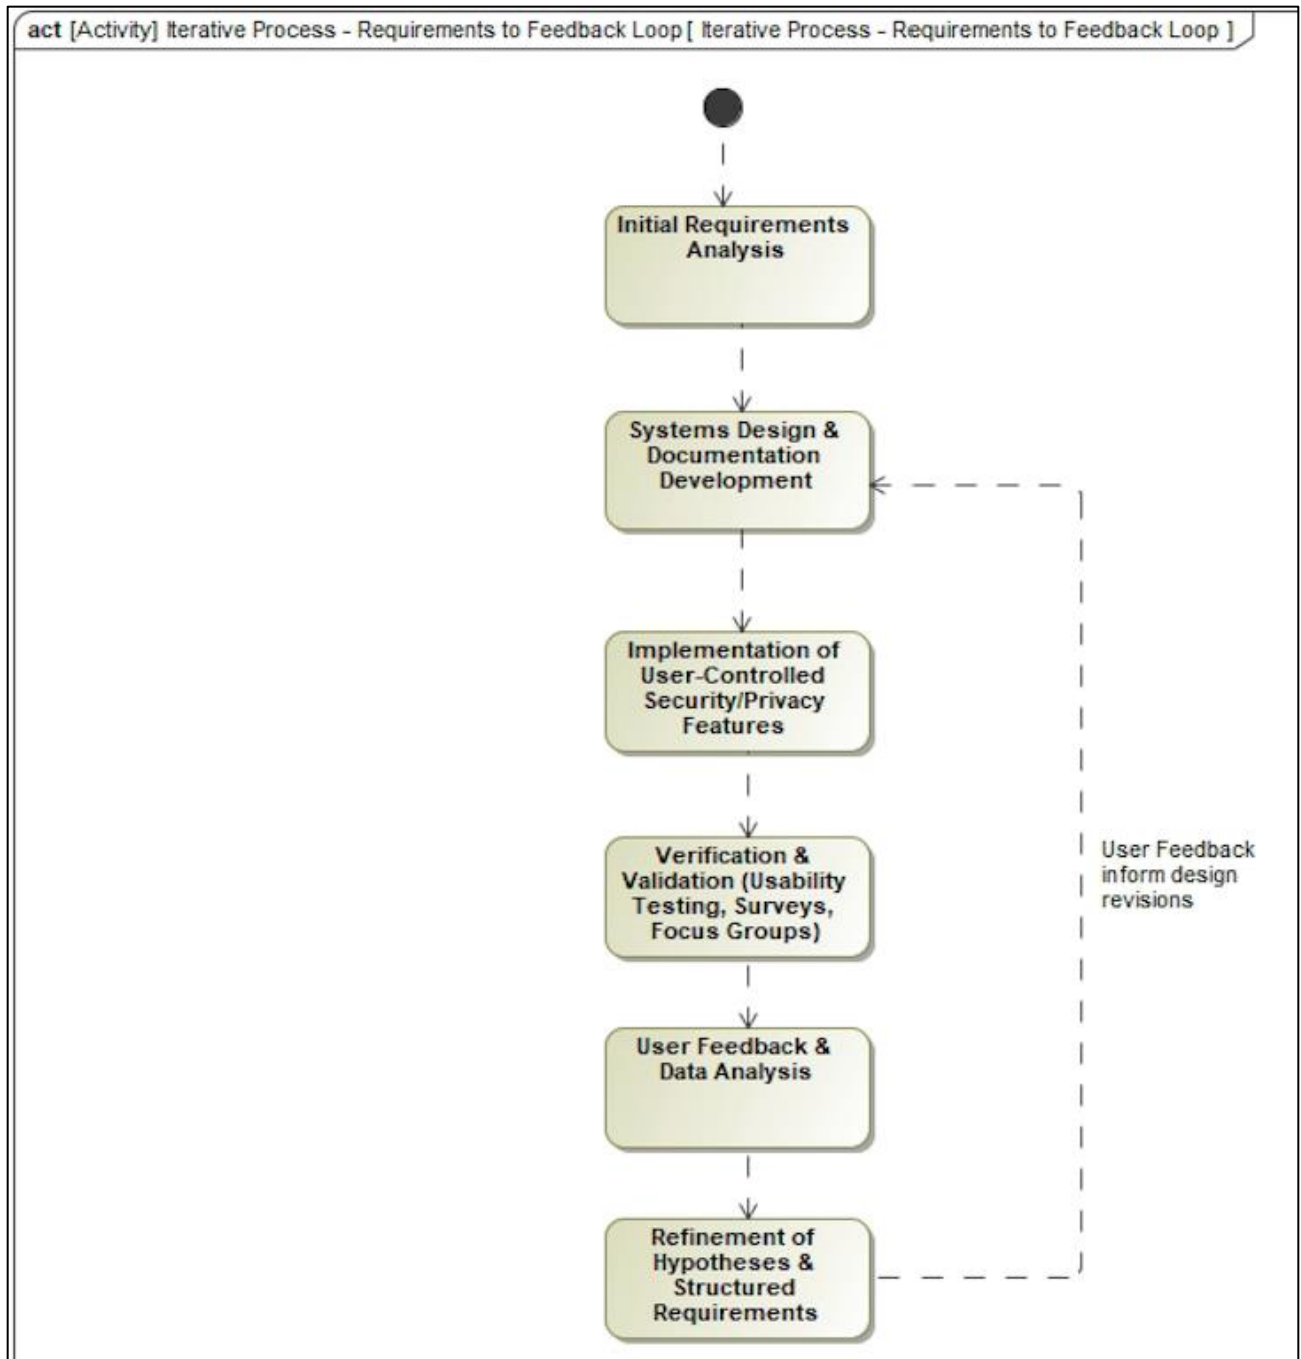 act [Activity] Iterative Process - Requirements to Feedback Loop [ Iterative Process - Requirements to Feedback Loop ]
Initial Requirements
Analysis
Systems Design &
Documentation
Development
Implementation of
User-Controlled
Security/Privacy
Features
Verification &
Validation (Usability
Testing, Surveys,
Focus Groups)
User Feedback
inform design
revisions
User Feedback &
Data Analysis
Refinement of
Hypotheses &
Structured
Requirements